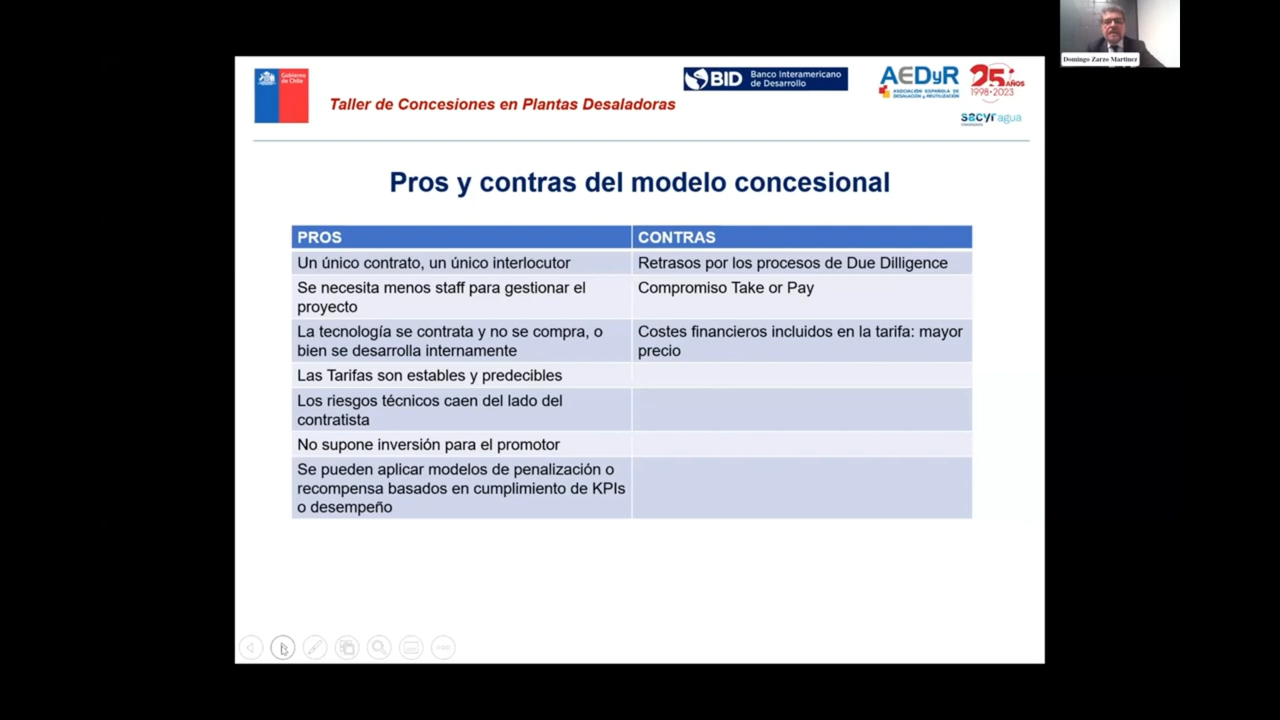 Domingo Zarzo Martínez
Gobierno
de Chile
Taller de Concesiones en Plantas Desaladoras
BID
Banco Interamericano
de Desarrollo
AEDyR
ASOCIACIÓN ESPAÑOLA DE
DESALACIÓN y REUTILIZACIÓN
25 AÑOS
1998-2023
sacyr agua
Pros y contras del modelo concesional
PROS
CONTRAS
Un único contrato, un único interlocutor
Retrasos por los procesos de Due Dilligence
Se necesita menos staff para gestionar el
proyecto
Compromiso Take or Pay
La tecnología se contrata y no se compra, o
bien se desarrolla internamente
Costes financieros incluidos en la tarifa: mayor
precio
Las Tarifas son estables y predecibles
Los riesgos técnicos caen del lado del
contratista
No supone inversión para el promotor
Se pueden aplicar modelos de penalización o
recompensa basados en cumplimiento de KPIs
o desempeño